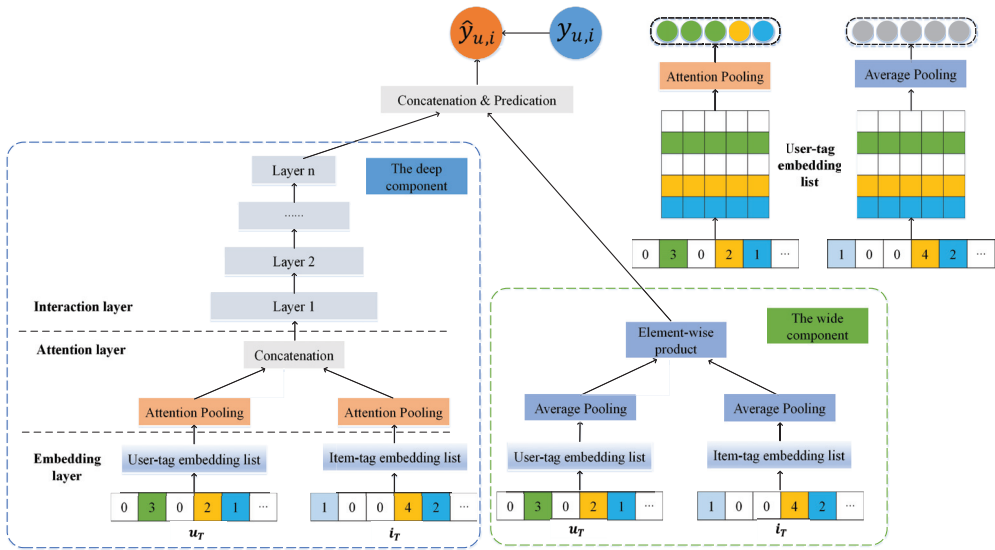 ŷu,i
yu,i
Concatenation & Predication
Layer n
The deep
component
......
Layer 2
Layer 1
Interaction layer
Attention layer
Concatenation
Attention Pooling
Attention Pooling
Embedding
layer
User-tag embedding list
Item-tag embedding list
0 3 0 2 1 ...
1 0 0 4 2 ...
uT
iT
Attention Pooling
Average Pooling
User-tag
embedding
list
0 3 0 2 1 ...
1 0 0 4 2 ...
The wide
component
Element-wise
product
Average Pooling
Average Pooling
User-tag embedding list
Item-tag embedding list
0 3 0 2 1 ...
1 0 0 4 2 ...
uT
iT